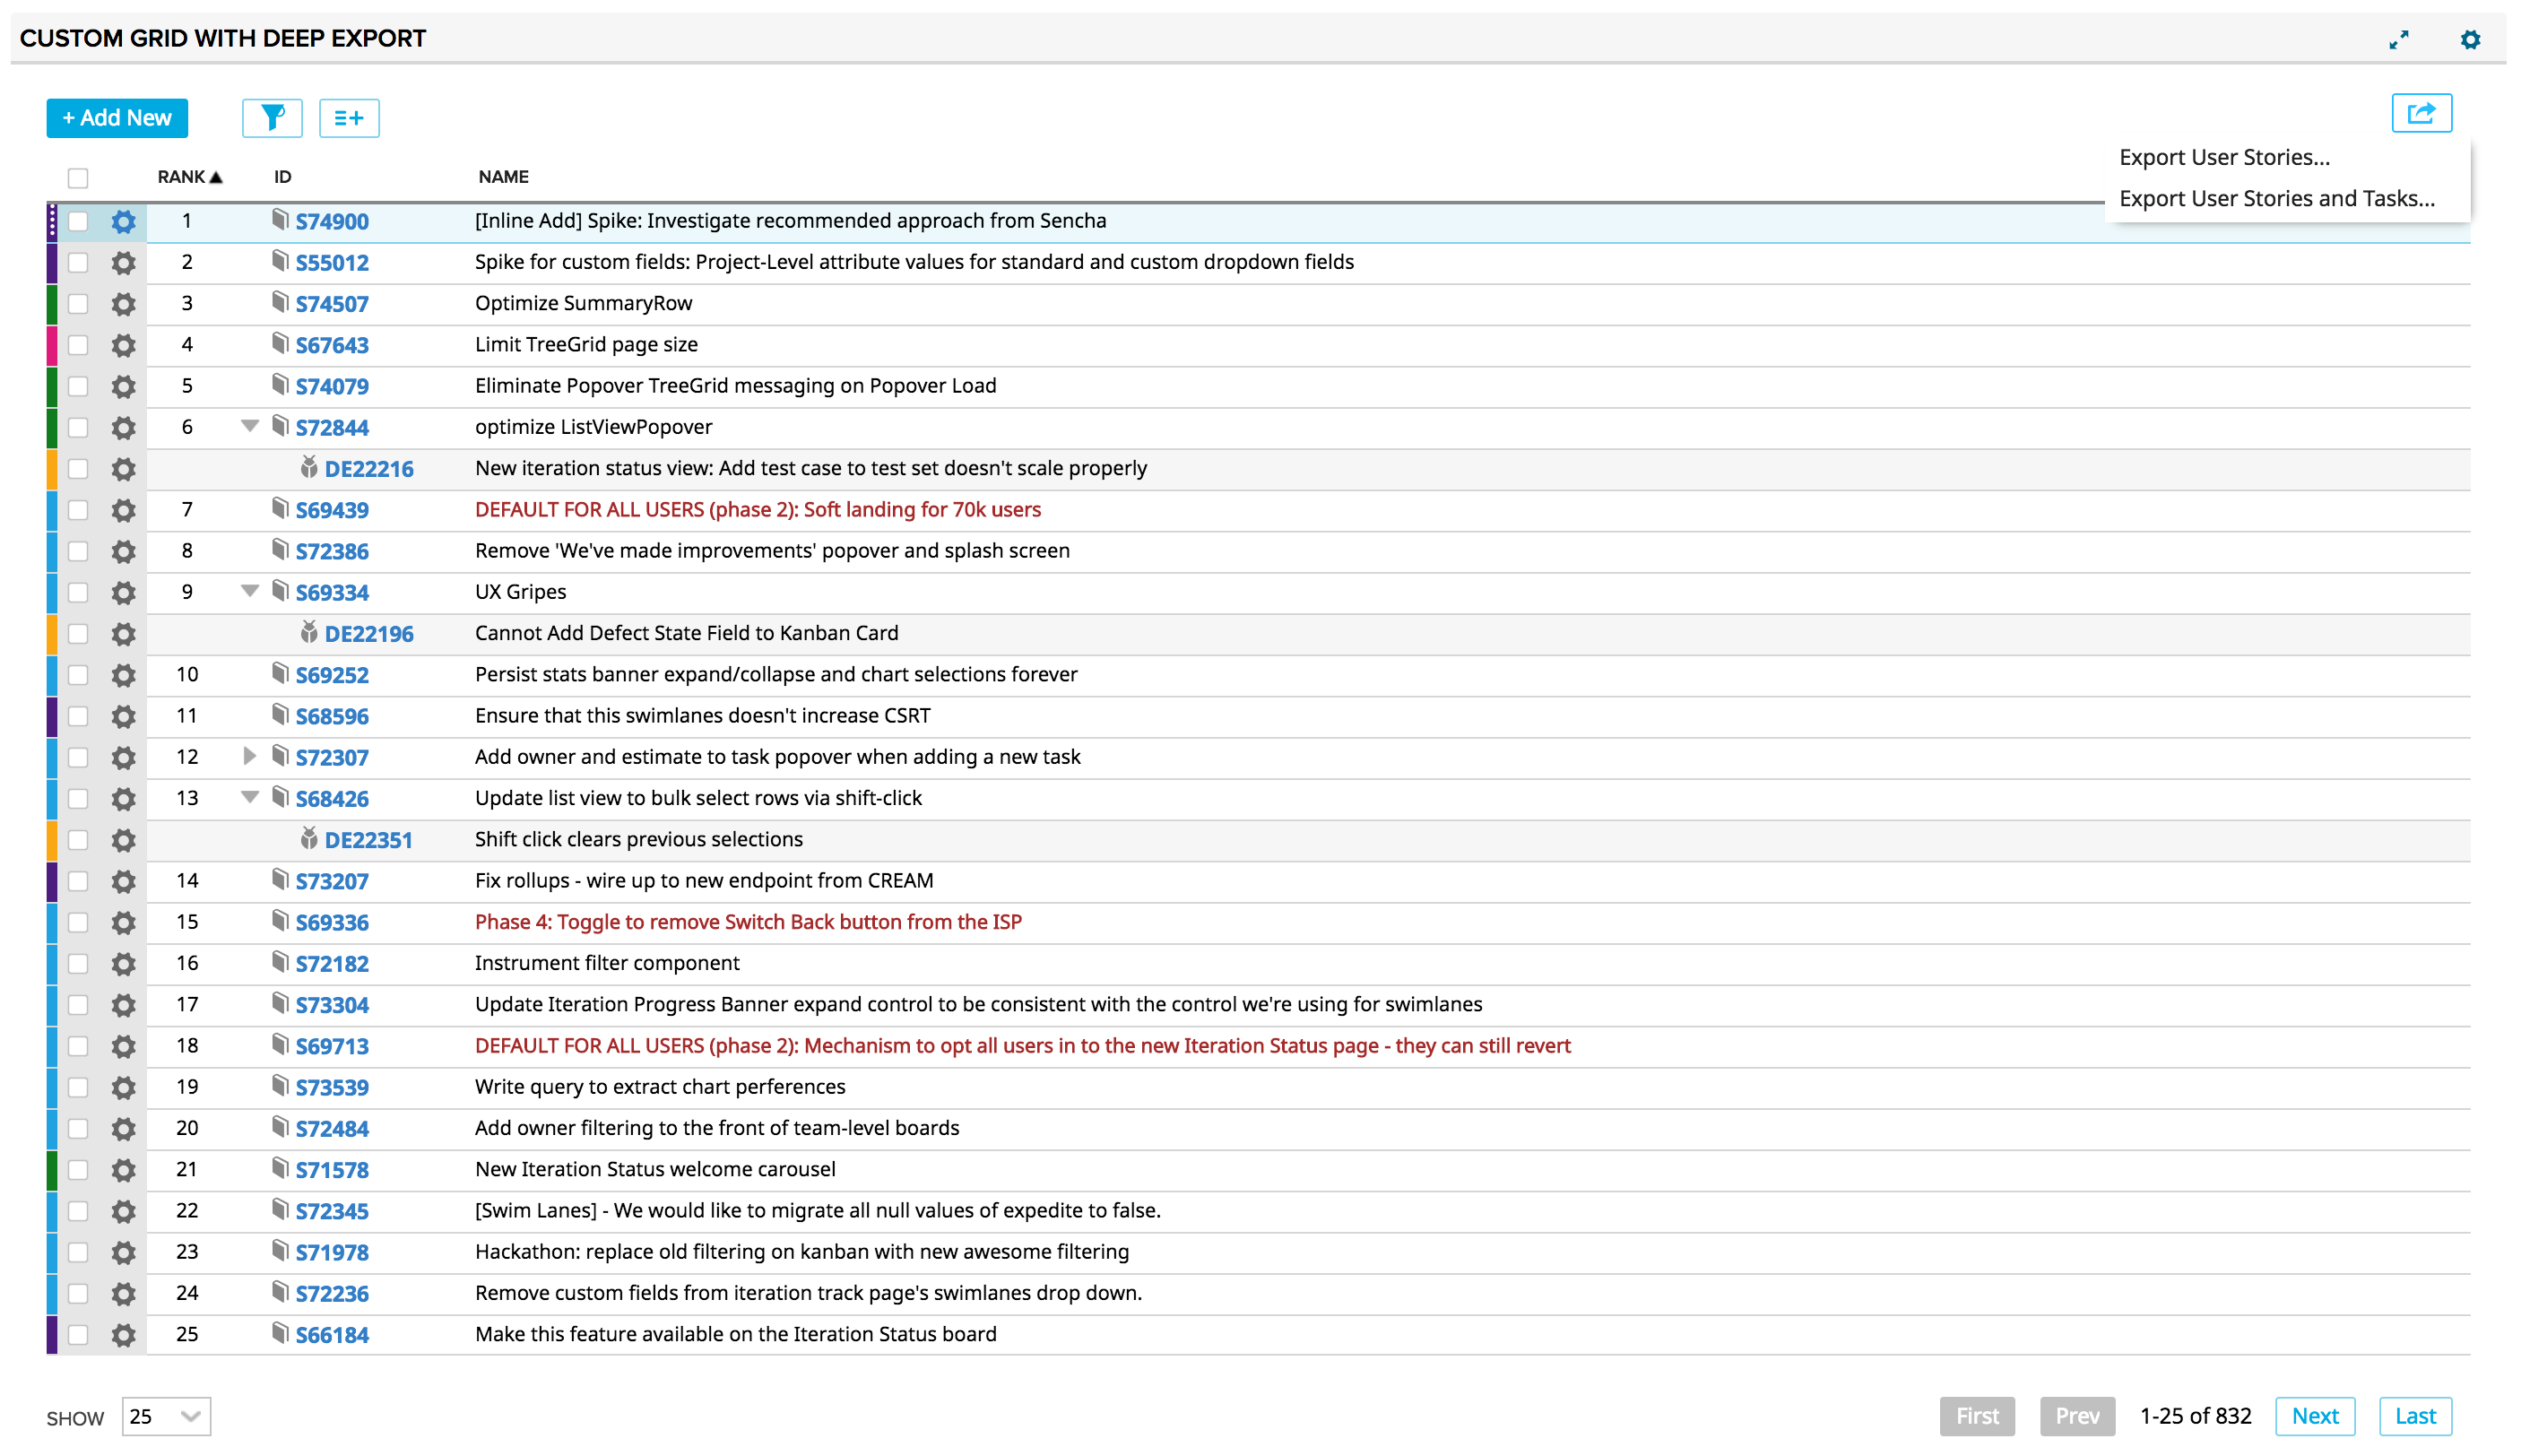 CUSTOM GRID WITH DEEP EXPORT
+ Add New
Export User Stories...
Export User Stories and Tasks...
RANK ID NAME
1 S74900 [Inline Add] Spike: Investigate recommended approach from Sencha
2 S55012 Spike for custom fields: Project-Level attribute values for standard and custom dropdown fields
3 S74507 Optimize SummaryRow
4 S67643 Limit TreeGrid page size
5 S74079 Eliminate Popover TreeGrid messaging on Popover Load
6 S72844 optimize ListViewPopover
DE22216 New iteration status view: Add test case to test set doesn't scale properly
7 S69439 DEFAULT FOR ALL USERS (phase 2): Soft landing for 70k users
8 S72386 Remove 'We've made improvements' popover and splash screen
9 S69334 UX Gripes
DE22196 Cannot Add Defect State Field to Kanban Card
10 S69252 Persist stats banner expand/collapse and chart selections forever
11 S68596 Ensure that this swimlanes doesn't increase CSRT
12 S72307 Add owner and estimate to task popover when adding a new task
13 S68426 Update list view to bulk select rows via shift-click
DE22351 Shift click clears previous selections
14 S73207 Fix rollups - wire up to new endpoint from CREAM
15 S69336 Phase 4: Toggle to remove Switch Back button from the ISP
16 S72182 Instrument filter component
17 S73304 Update Iteration Progress Banner expand control to be consistent with the control we're using for swimlanes
18 S69713 DEFAULT FOR ALL USERS (phase 2): Mechanism to opt all users in to the new Iteration Status page - they can still revert
19 S73539 Write query to extract chart perferences
20 S72484 Add owner filtering to the front of team-level boards
21 S71578 New Iteration Status welcome carousel
22 S72345 [Swim Lanes] - We would like to migrate all null values of expedite to false.
23 S71978 Hackathon: replace old filtering on kanban with new awesome filtering
24 S72236 Remove custom fields from iteration track page's swimlanes drop down.
25 S66184 Make this feature available on the Iteration Status board
SHOW 25 First Prev 1-25 of 832 Next Last